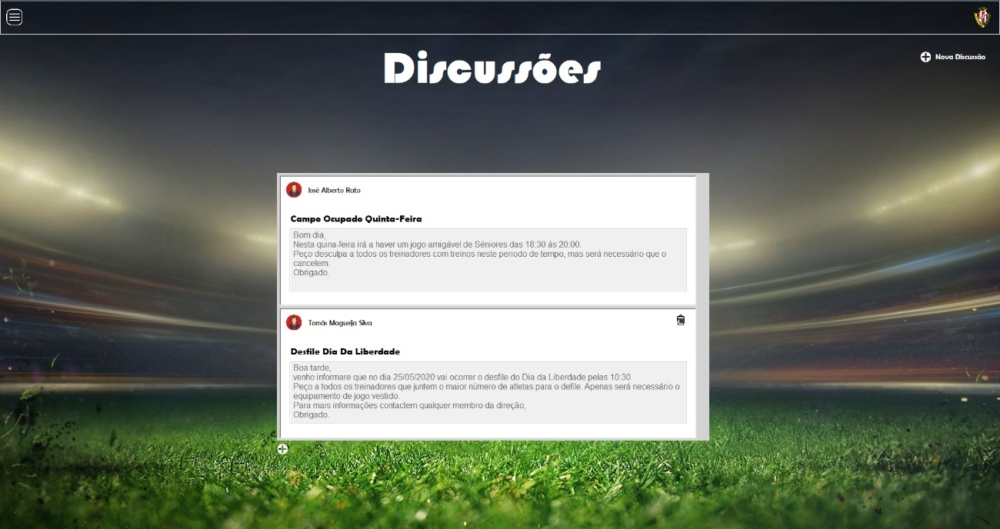 Discussões
Nova Discussão
José Alberto Rato
Campo Ocupado Quinta-Feira
Bom dia,
Nesta quina-feira irá a haver um jogo amigável de Séniores das 18:30 ás 20:00.
Peço desculpa a todos os treinadores com treinos neste periodo de tempo, mas será necessário que o
cancelem.
Obrigado.
Tomás Magueija Silva
Desfile Dia Da Liberdade
Boa tarde,
venho informare que no dia 25/05/2020 vai ocorrer o desfile do Dia da Liberdade pelas 10:30.
Peço a todos os treinadores que juntem o maior número de atletas para o defile. Apenas será necessário o
equipamento de jogo vestido.
Para mais informações contactem qualquer membro da direção,
Obrigado.